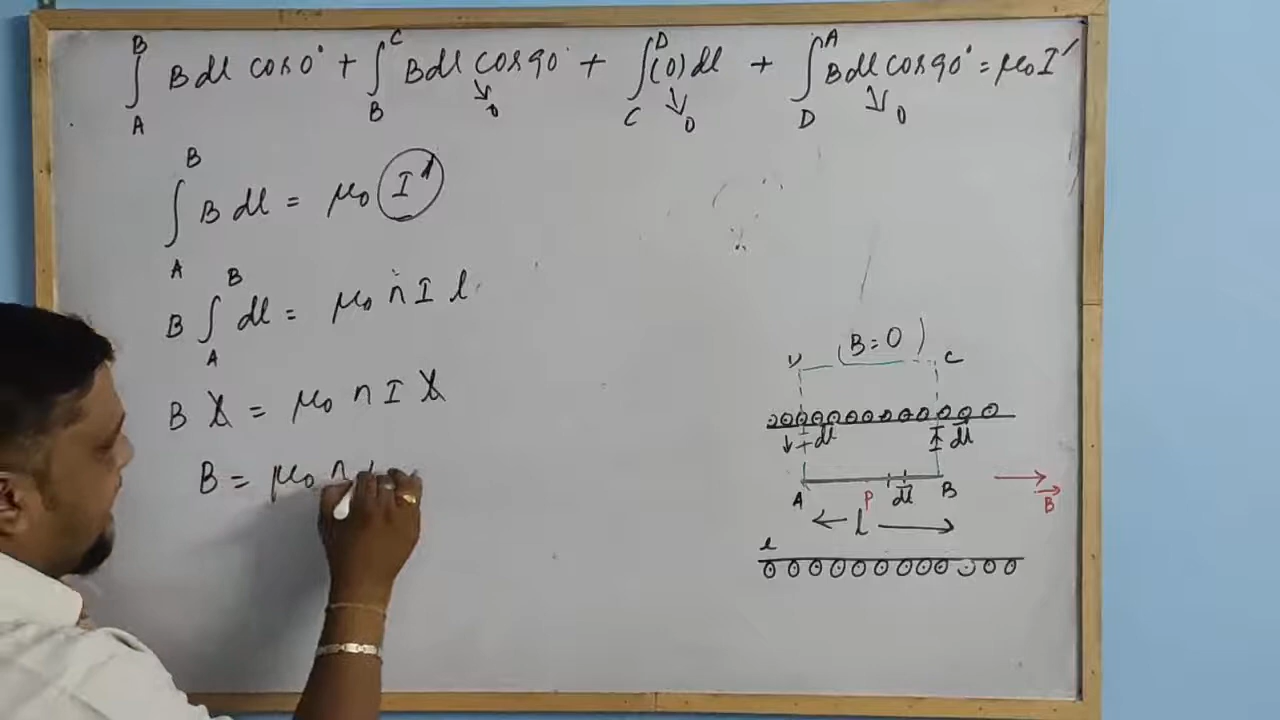 ∫_A^B B dl cos 0° + ∫_B^C B dl cos 90° + ∫_C^D (0) dl + ∫_D^A B dl cos 90° = μ₀ I'
↘ 0 ↘ 0 ↘ 0
∫_A^B B dl = μ₀ I'
B ∫_A^B dl = μ₀ n I l
B l = μ₀ n I l
B = μ₀ n
(B = 0)
D C
↓ dl dl
A P dl B B→
← l →